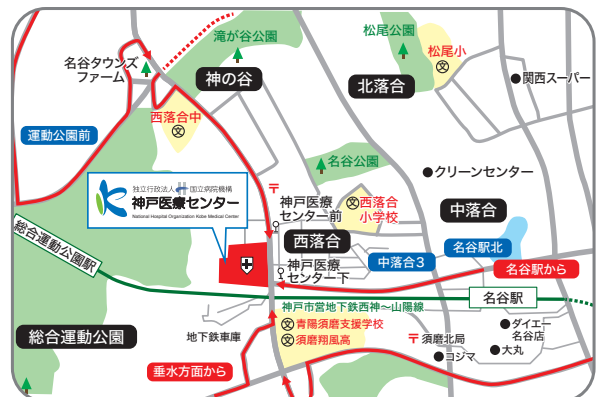 滝が谷公園
松尾公園
松尾小
名谷タウンズ
ファーム
神の谷
北落合
関西スーパー
西落合中
運動公園前
名谷公園
クリーンセンター
独立行政法人 国立病院機構
神戸医療センター
National Hospital Organization Kobe Medical Center
神戸医療
センター前
西落合
小学校
中落合
総合運動公園駅
西落合
名谷駅北
中落合3
神戸医療
センター下
名谷駅から
名谷駅
神戸市営地下鉄西神〜山陽線
総合運動公園
地下鉄車庫
青陽須磨支援学校
須磨翔風高
須磨北局
コジマ
ダイエー
名谷店
大丸
垂水方面から